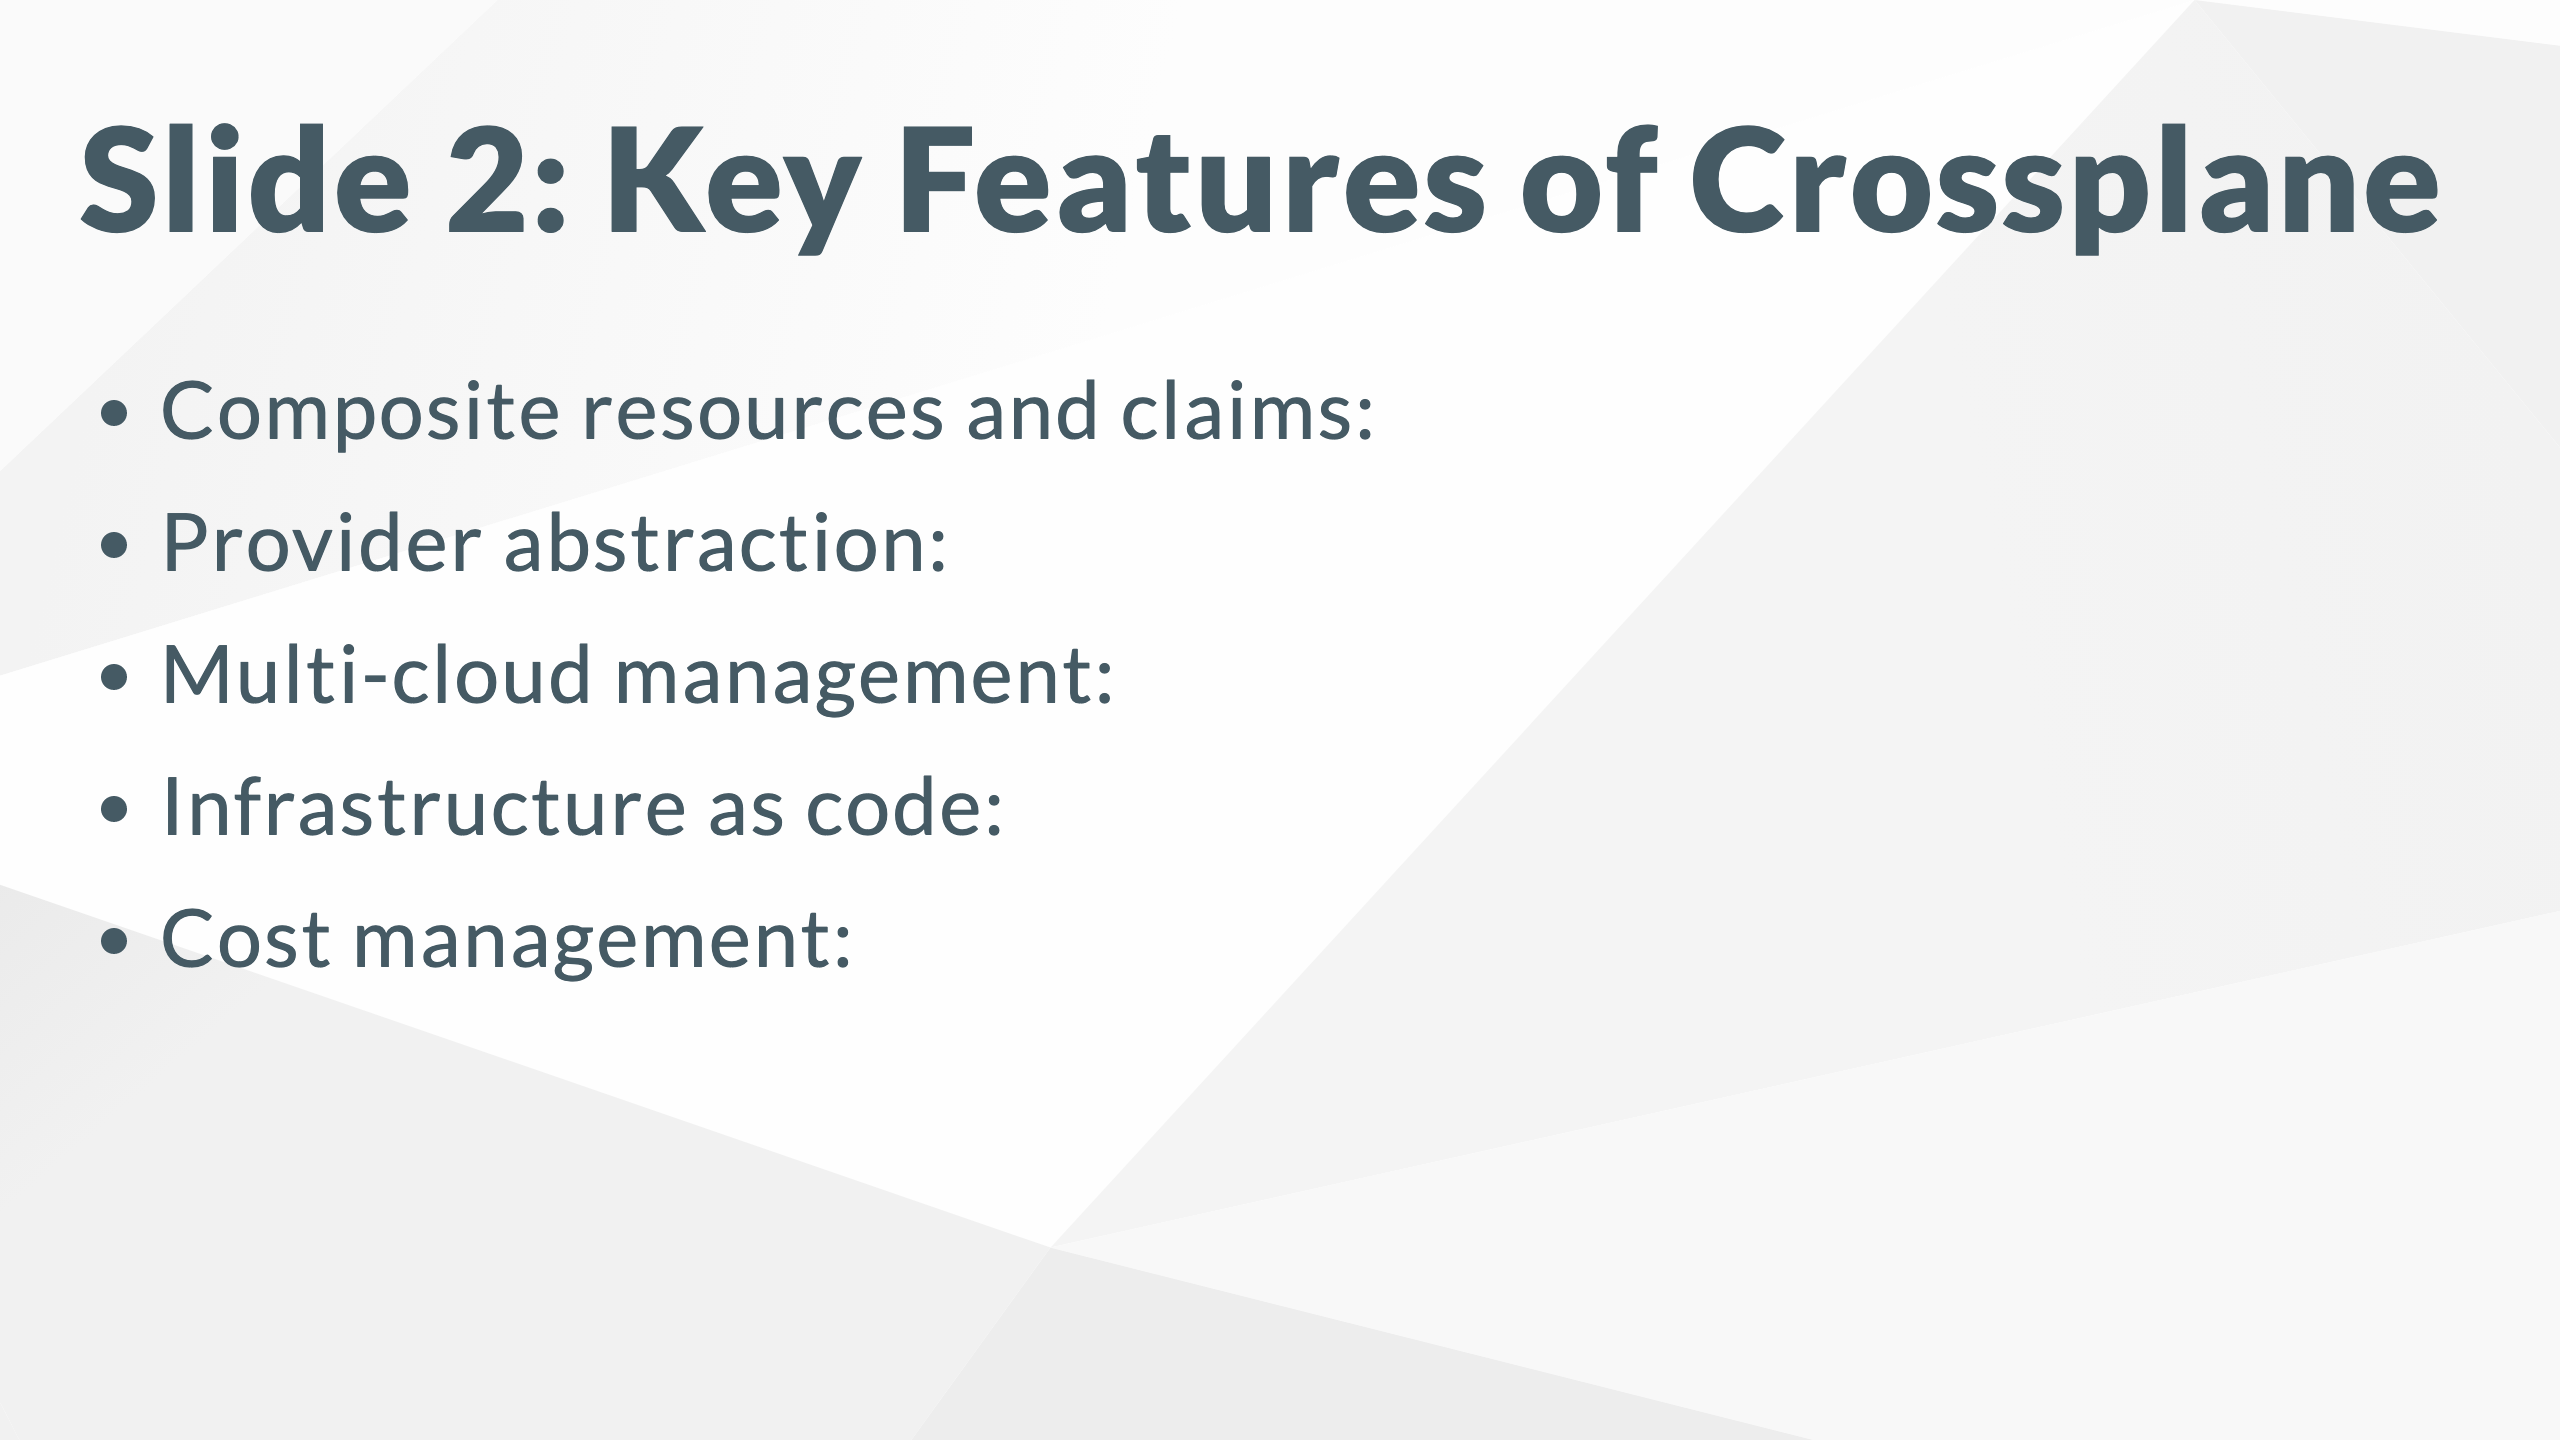 Slide 2: Key Features of Crossplane
• Composite resources and claims:
• Provider abstraction:
• Multi-cloud management:
• Infrastructure as code:
• Cost management: